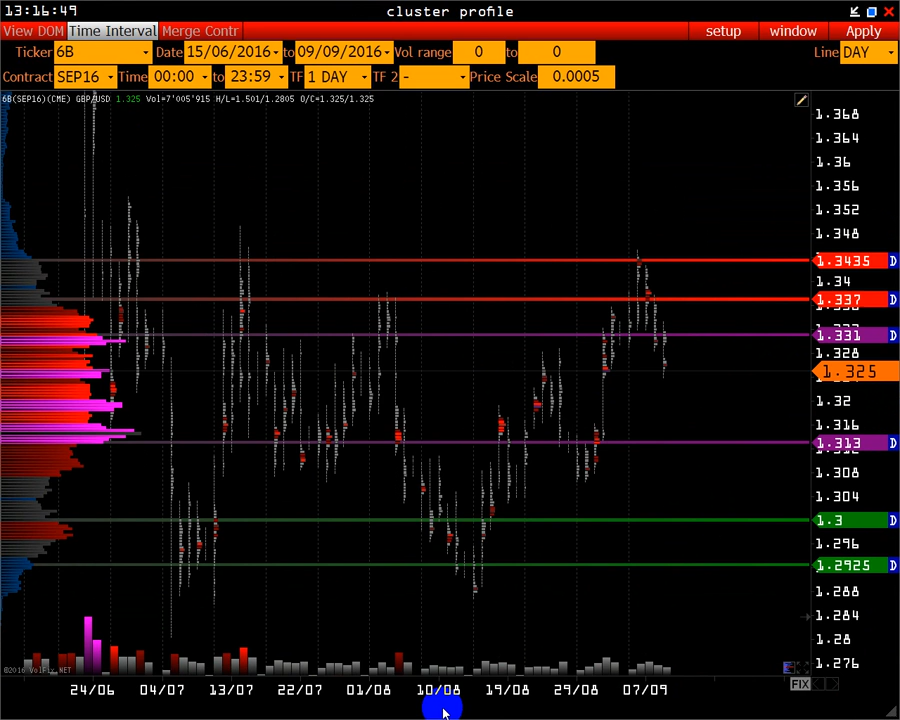 13:16:49 cluster profile
View DOM Time Interval Merge Contr setup window Apply
Ticker 6B Date 15/06/2016 to 09/09/2016 Vol range 0 to 0 Line DAY
Contract SEP16 Time 00:00 to 23:59 TF 1 DAY TF 2 - Price Scale 0.0005
6B(SEP16)(CME) GBP/USD 1.325 Vol=7'005'915 H/L=1.501/1.2805 O/C=1.325/1.325
1.368
1.364
1.36
1.356
1.352
1.348
1.3435 D
1.34
1.337 D
1.331 D
1.328
1.325
1.32
1.316
1.313 D
1.308
1.304
1.3 D
1.296
1.2925 D
1.288
1.284
1.28
1.276
©2016 VolFix.NET
FIX
24/06 04/07 13/07 22/07 01/08 10/08 19/08 29/08 07/09